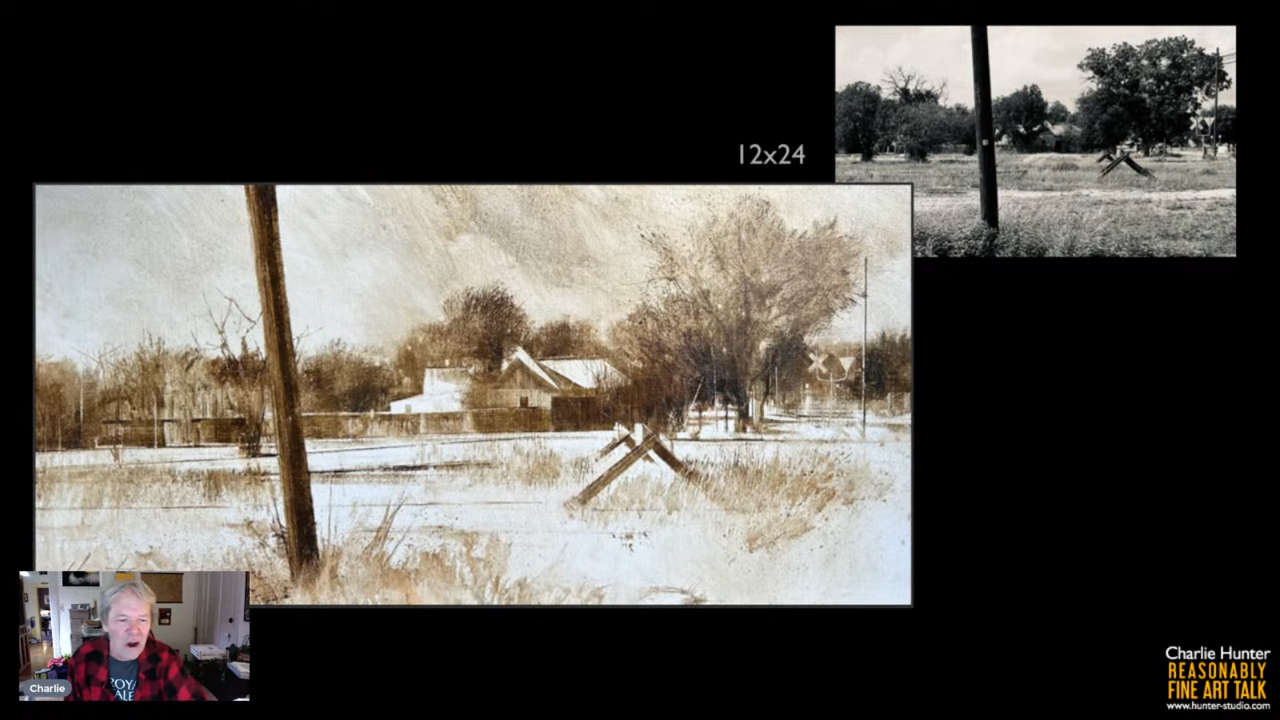 12x24
Charlie
Charlie Hunter
REASONABLY
FINE ART TALK
www.hunter-studio.com